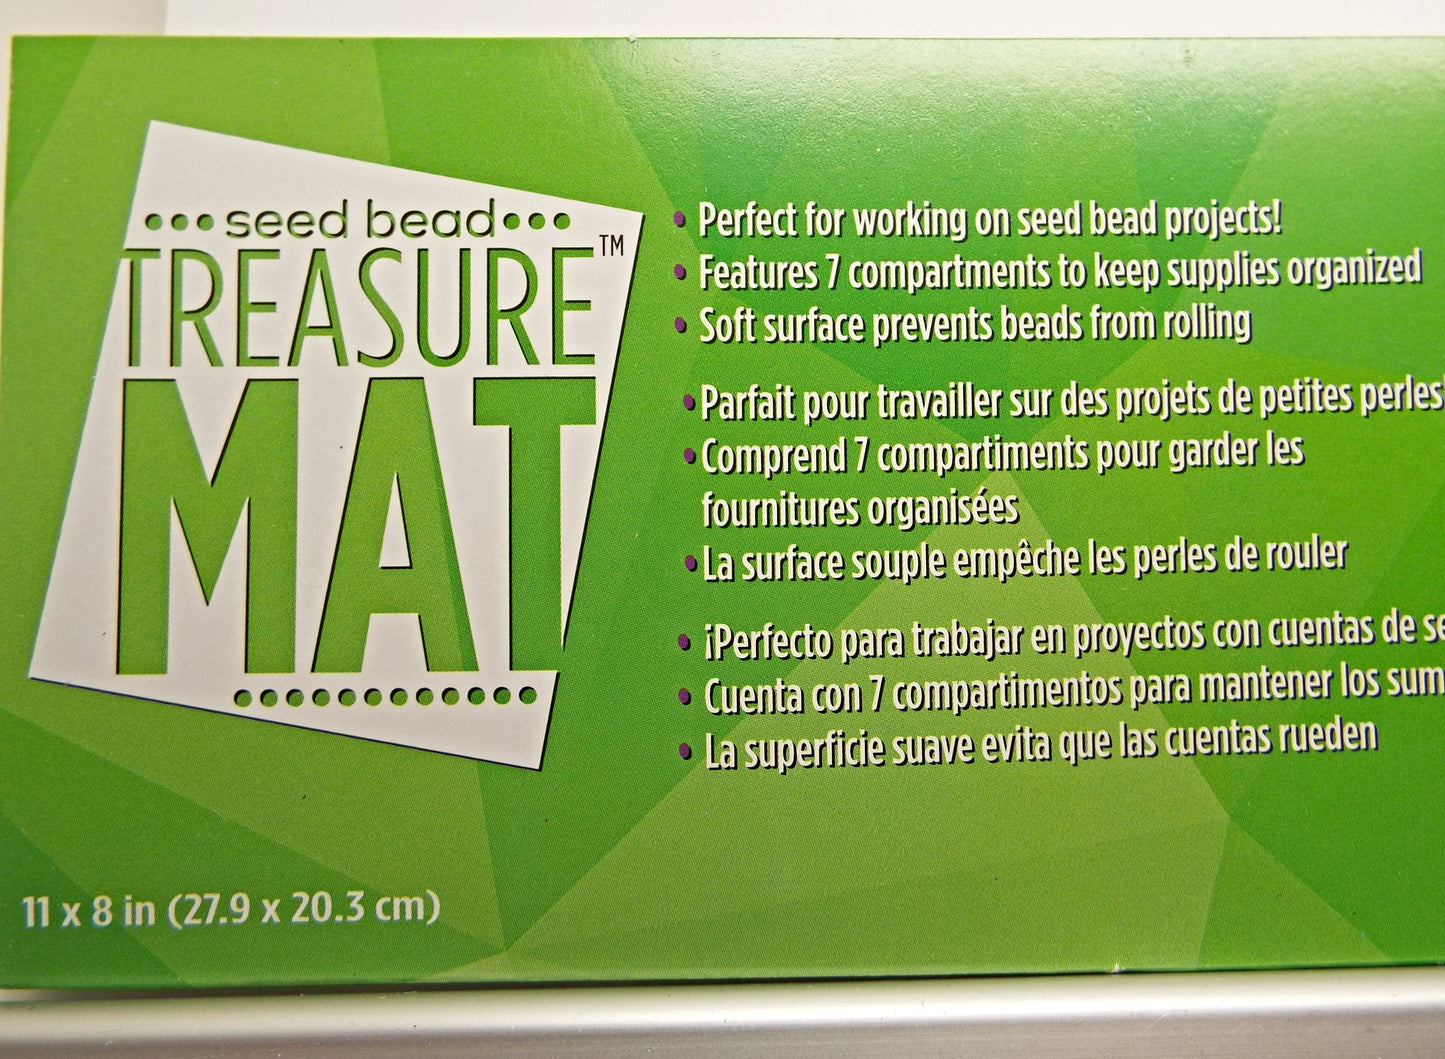 seed bead
TREASURE™
MAT
11 x 8 in (27.9 x 20.3 cm)
• Perfect for working on seed bead projects!
• Features 7 compartments to keep supplies organized
• Soft surface prevents beads from rolling
• Parfait pour travailler sur des projets de petites perles!
• Comprend 7 compartiments pour garder les
fournitures organisées
• La surface souple empêche les perles de rouler
• ¡Perfecto para trabajar en proyectos con cuentas de
• Cuenta con 7 compartimentos para mantener los
• La superficie suave evita que las cuentas rueden